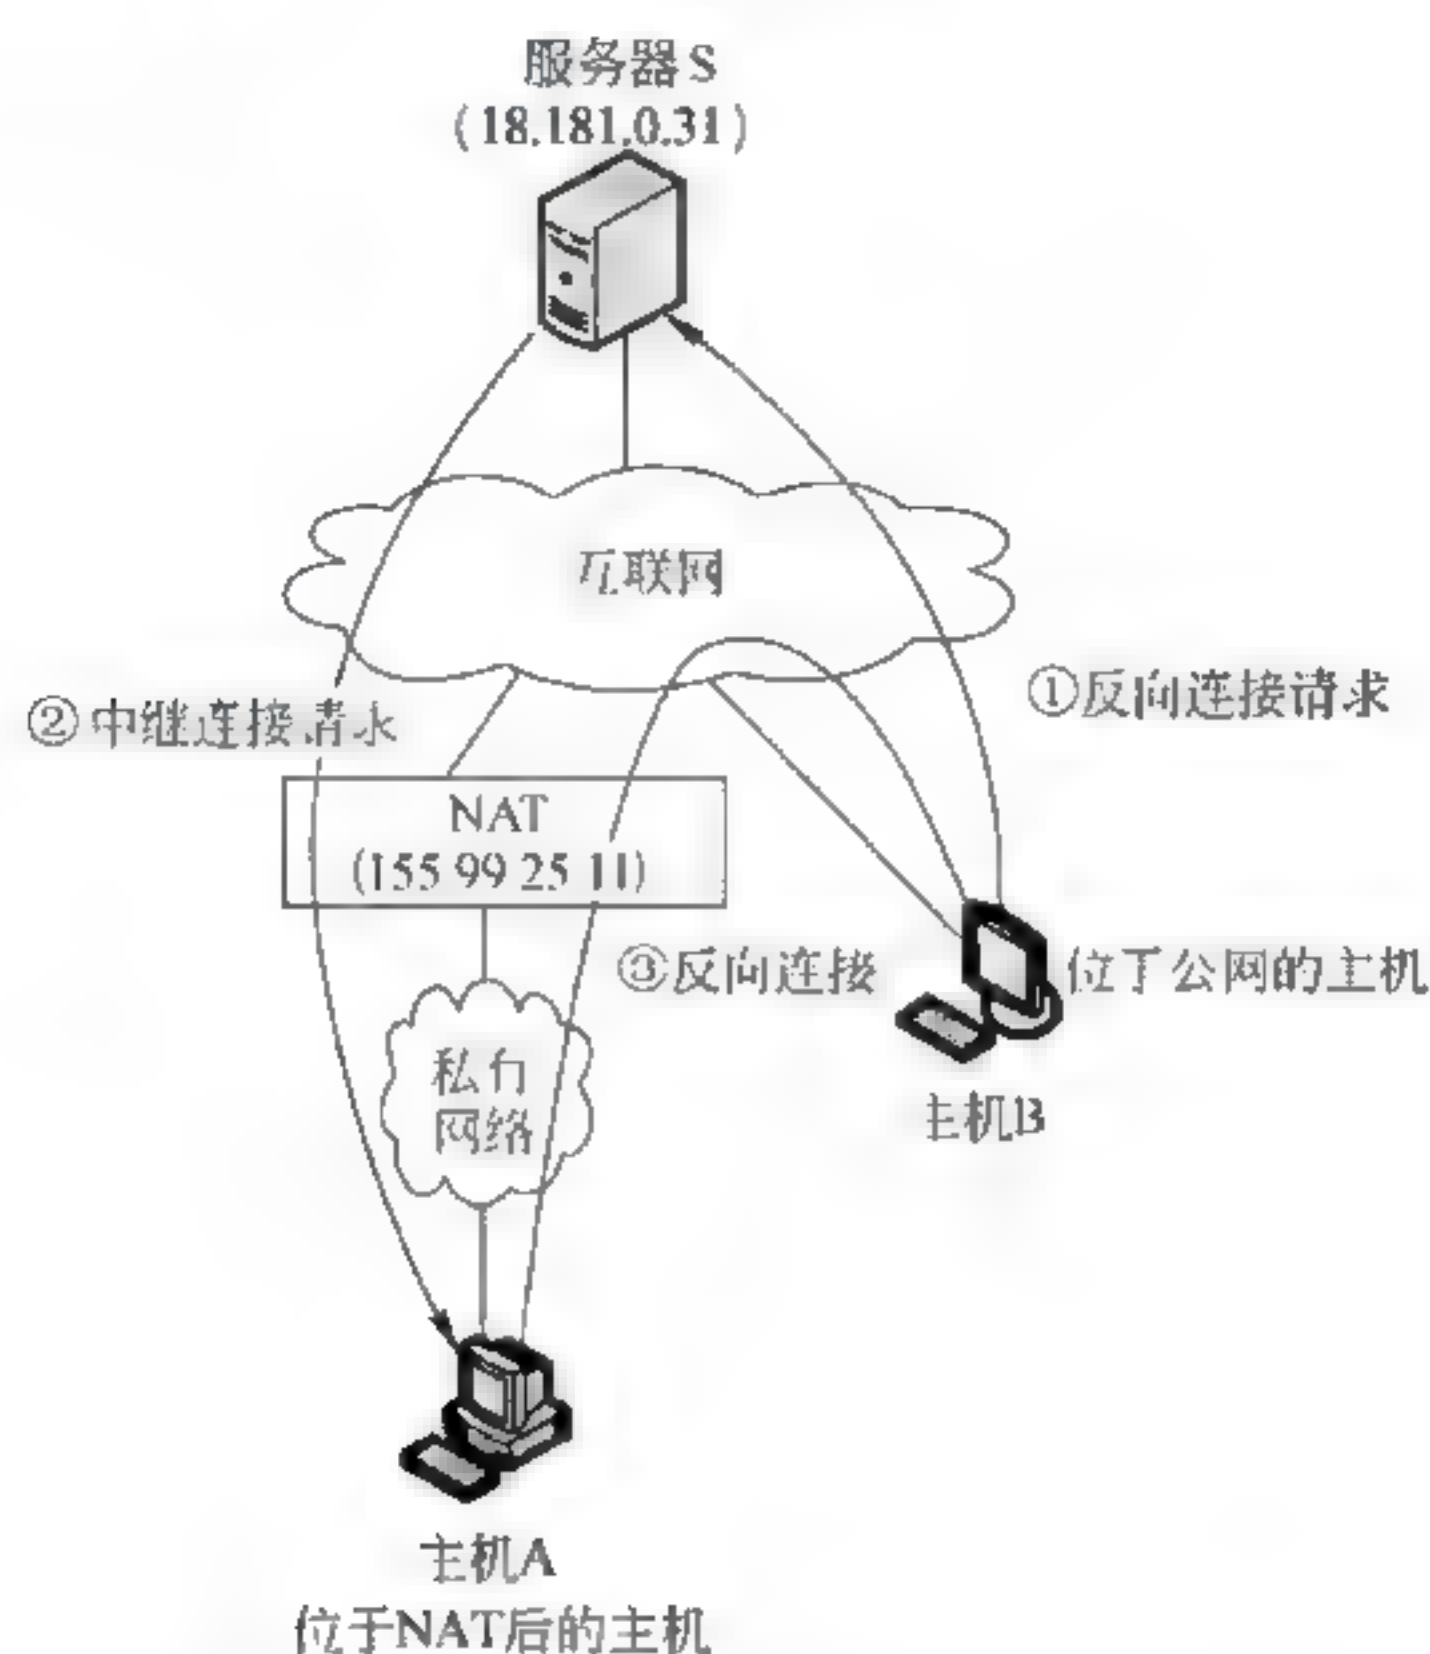 服务器S
(18.181.0.31)
互联网
①反向连接请求
②中继连接请求
NAT
(155 99 25 11)
③反向连接
位于公网的主机
私有
网络
主机B
主机A
位于NAT后的主机